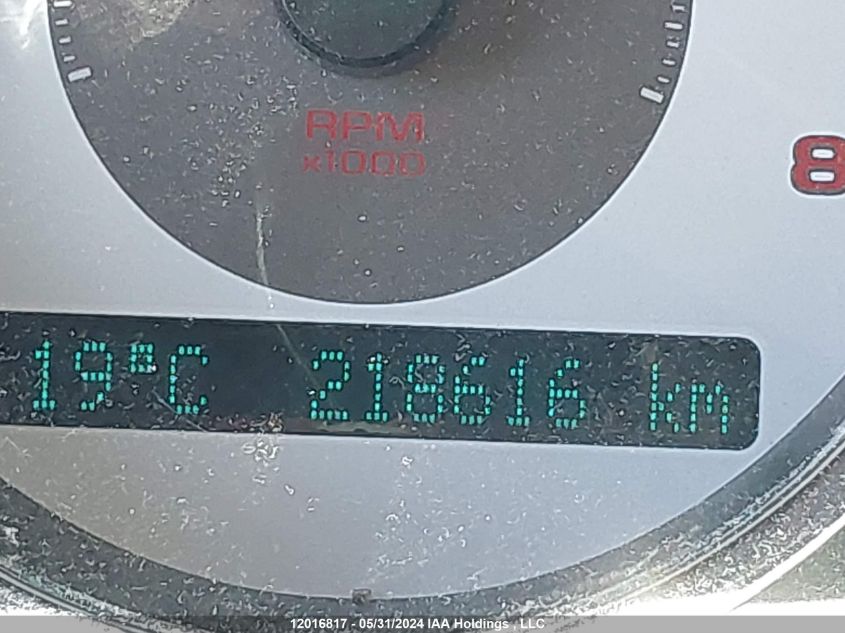 RPM
x1000
8
19°C 218616 km
12016817 - 05/31/2024 IAA Holdings , LLC